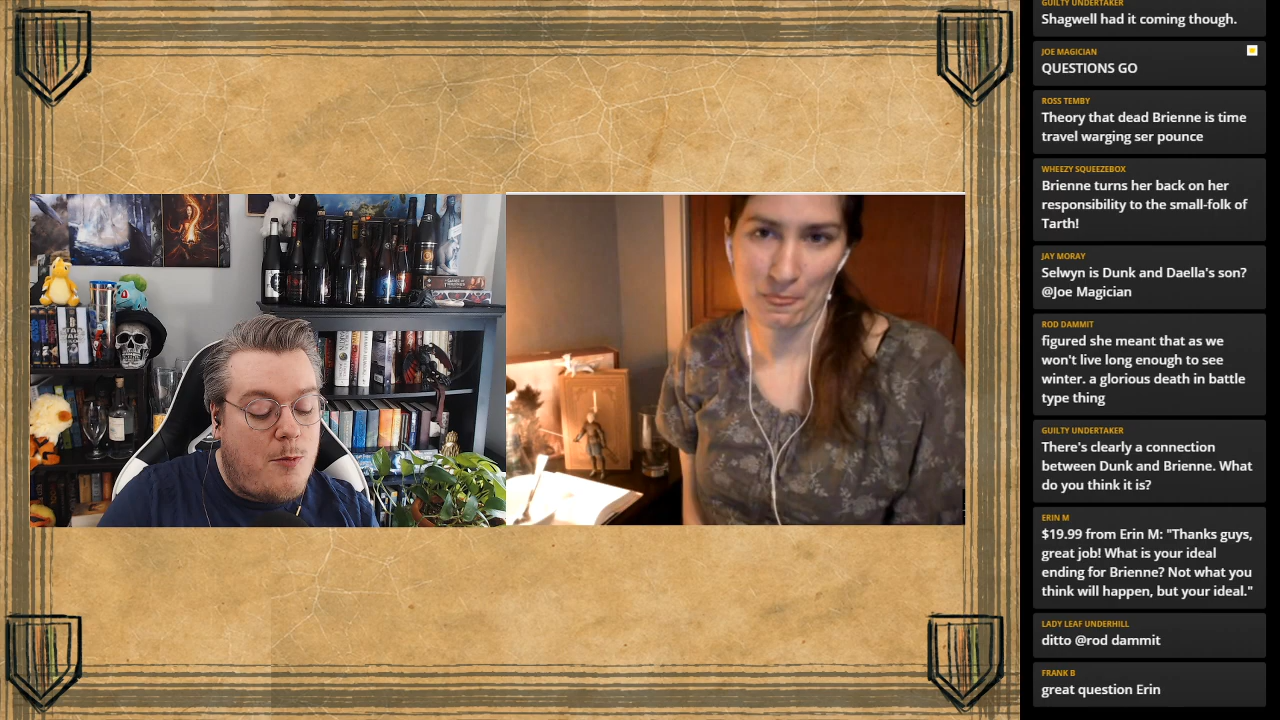 GUILTY UNDERTAKER
Shagwell had it coming though.
JOE MAGICIAN
QUESTIONS GO
ROSS TEMBY
Theory that dead Brienne is time
travel warging ser pounce
WHEEZY SQUEEZEBOX
Brienne turns her back on her
responsibility to the small-folk of
Tarth!
JAY MORAY
Selwyn is Dunk and Daella's son?
@Joe Magician
ROD DAMMIT
figured she meant that as we
won't live long enough to see
winter. a glorious death in battle
type thing
GUILTY UNDERTAKER
There's clearly a connection
between Dunk and Brienne. What
do you think it is?
ERIN M
$19.99 from Erin M: "Thanks guys,
great job! What is your ideal
ending for Brienne? Not what you
think will happen, but your ideal."
LADY LEAF UNDERHILL
ditto @rod dammit
FRANK B
great question Erin